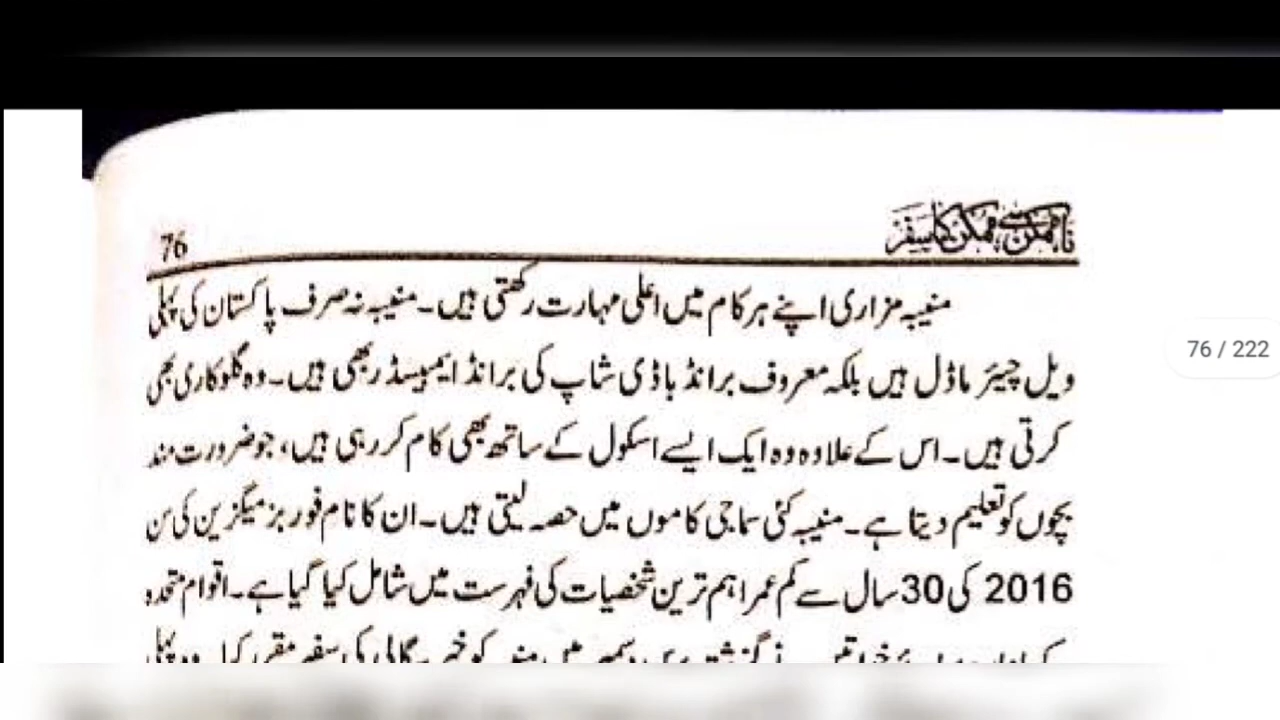 ناممکن سے ممکن کا سفر
76
منیبہ مزاری اپنے ہر کام میں اعلی مہارت رکھتی ہیں۔ منیبہ نہ صرف پاکستان کی پہلی
ویل چیئر ماڈل ہیں بلکہ معروف برانڈ باڈی شاپ کی برانڈ ایمبیسڈر بھی ہیں۔ وہ گلوکاری بھی
کرتی ہیں۔ اس کے علاوہ وہ ایک ایسے اسکول کے ساتھ بھی کام کر رہی ہیں، جو ضرورت مند
بچوں کو تعلیم دیتا ہے۔ منیبہ کئی سماجی کاموں میں حصہ لیتی ہیں۔ ان کا نام فوربز میگزین کی سن
2016 کی 30 سال سے کم عمر اہم ترین شخصیات کی فہرست میں شامل کیا گیا ہے۔ اقوام متحدہ
76 / 222